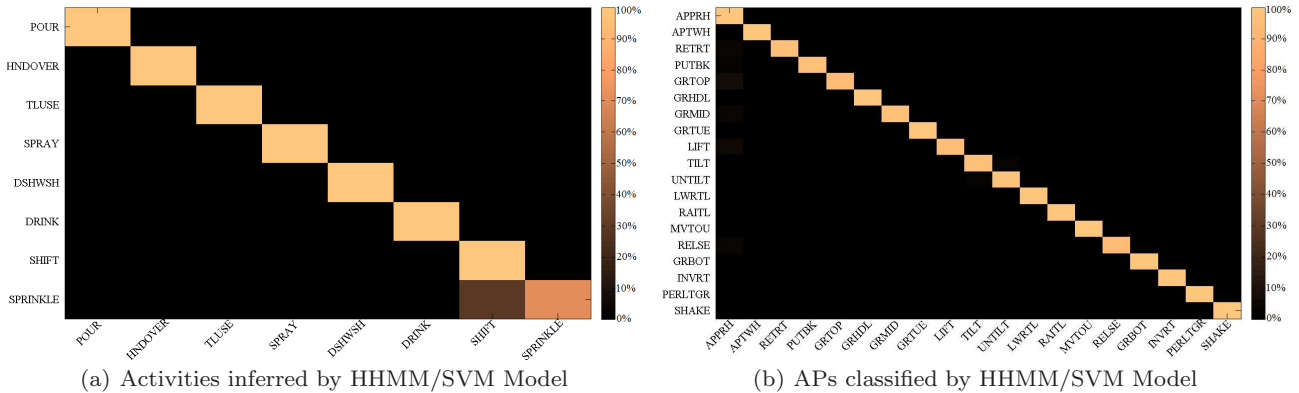 POUR
HNDOVER
TLUSE
SPRAY
DSHWSH
DRINK
SHIFT
SPRINKLE
POUR
HNDOVER
TLUSE
SPRAY
DSHWSH
DRINK
SHIFT
SPRINKLE
100%
90%
80%
70%
60%
50%
40%
30%
20%
10%
0%
(a) Activities inferred by HHMM/SVM Model
APPRH
APTWH
RETRT
PUTBK
GRTOP
GRHDL
GRMID
GRTUE
LIFT
TILT
UNTILT
LWRTL
RAITL
MVTOU
RELSE
GRBOT
INVRT
PERLTGR
SHAKE
APPRH
APTWH
RETRT
PUTBK
GRTOP
GRHDL
GRMID
GRTUE
LIFT
TILT
UNTILT
LWRTL
RAITL
MVTOU
RELSE
GRBOT
INVRT
PERLTGR
SHAKE
100%
90%
80%
70%
60%
50%
40%
30%
20%
10%
0%
(b) APs classified by HHMM/SVM Model